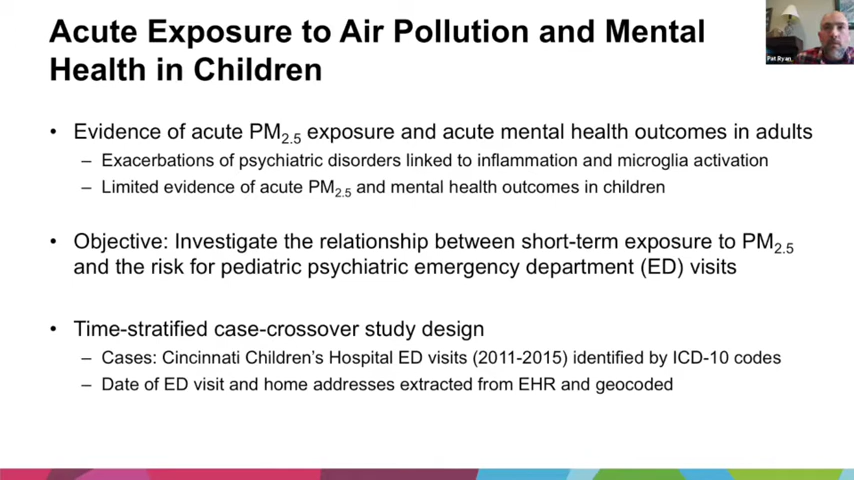 Acute Exposure to Air Pollution and Mental
Health in Children
Pat Ryan
• Evidence of acute PM2.5 exposure and acute mental health outcomes in adults
– Exacerbations of psychiatric disorders linked to inflammation and microglia activation
– Limited evidence of acute PM2.5 and mental health outcomes in children
• Objective: Investigate the relationship between short-term exposure to PM2.5
and the risk for pediatric psychiatric emergency department (ED) visits
• Time-stratified case-crossover study design
– Cases: Cincinnati Children's Hospital ED visits (2011-2015) identified by ICD-10 codes
– Date of ED visit and home addresses extracted from EHR and geocoded